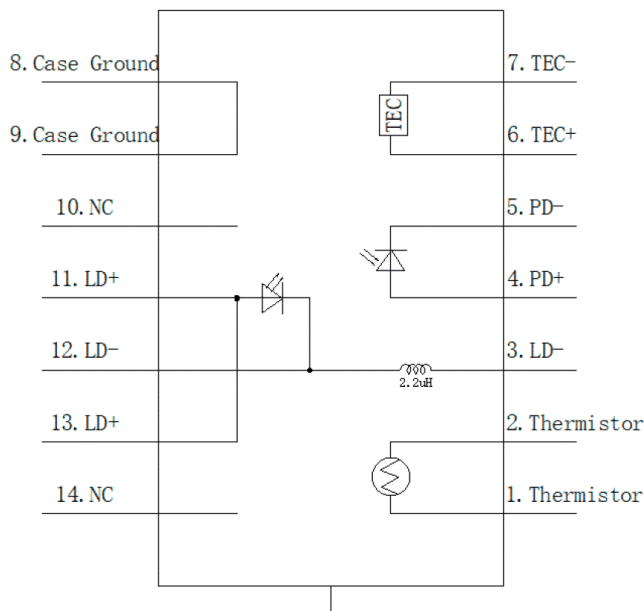 8.Case Ground
7.TEC-
TEC
9.Case Ground
6.TEC+
10.NC
5.PD-
11.LD+
4.PD+
12.LD-
3.LD-
2.2uH
13.LD+
2.Thermistor
14.NC
1.Thermistor